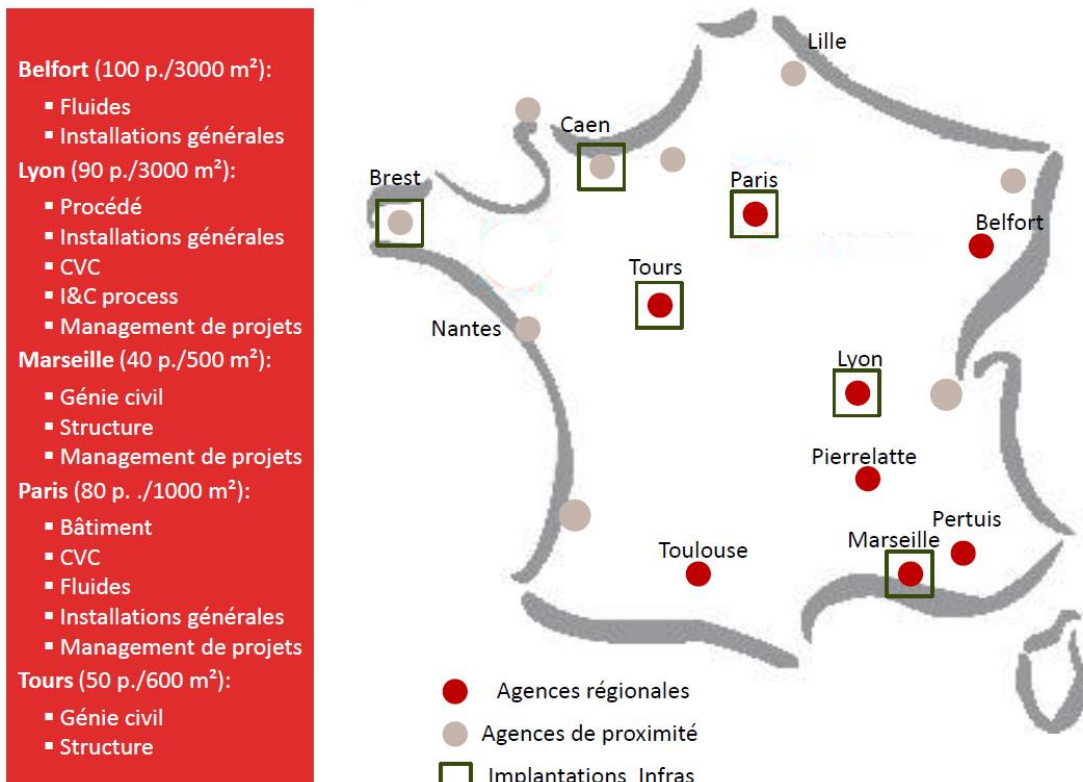 Belfort (100 p./3000 m²):
▪ Fluides
▪ Installations générales
Lyon (90 p./3000 m²):
▪ Procédé
▪ Installations générales
▪ CVC
▪ I&C process
▪ Management de projets
Marseille (40 p./500 m²):
▪ Génie civil
▪ Structure
▪ Management de projets
Paris (80 p. ./1000 m²):
▪ Bâtiment
▪ CVC
▪ Fluides
▪ Installations générales
▪ Management de projets
Tours (50 p./600 m²):
▪ Génie civil
▪ Structure
Lille
Caen
Brest
Paris
Belfort
Tours
Nantes
Lyon
Pierrelatte
Pertuis
Marseille
Toulouse
Agences régionales
Agences de proximité
Implantations Infras